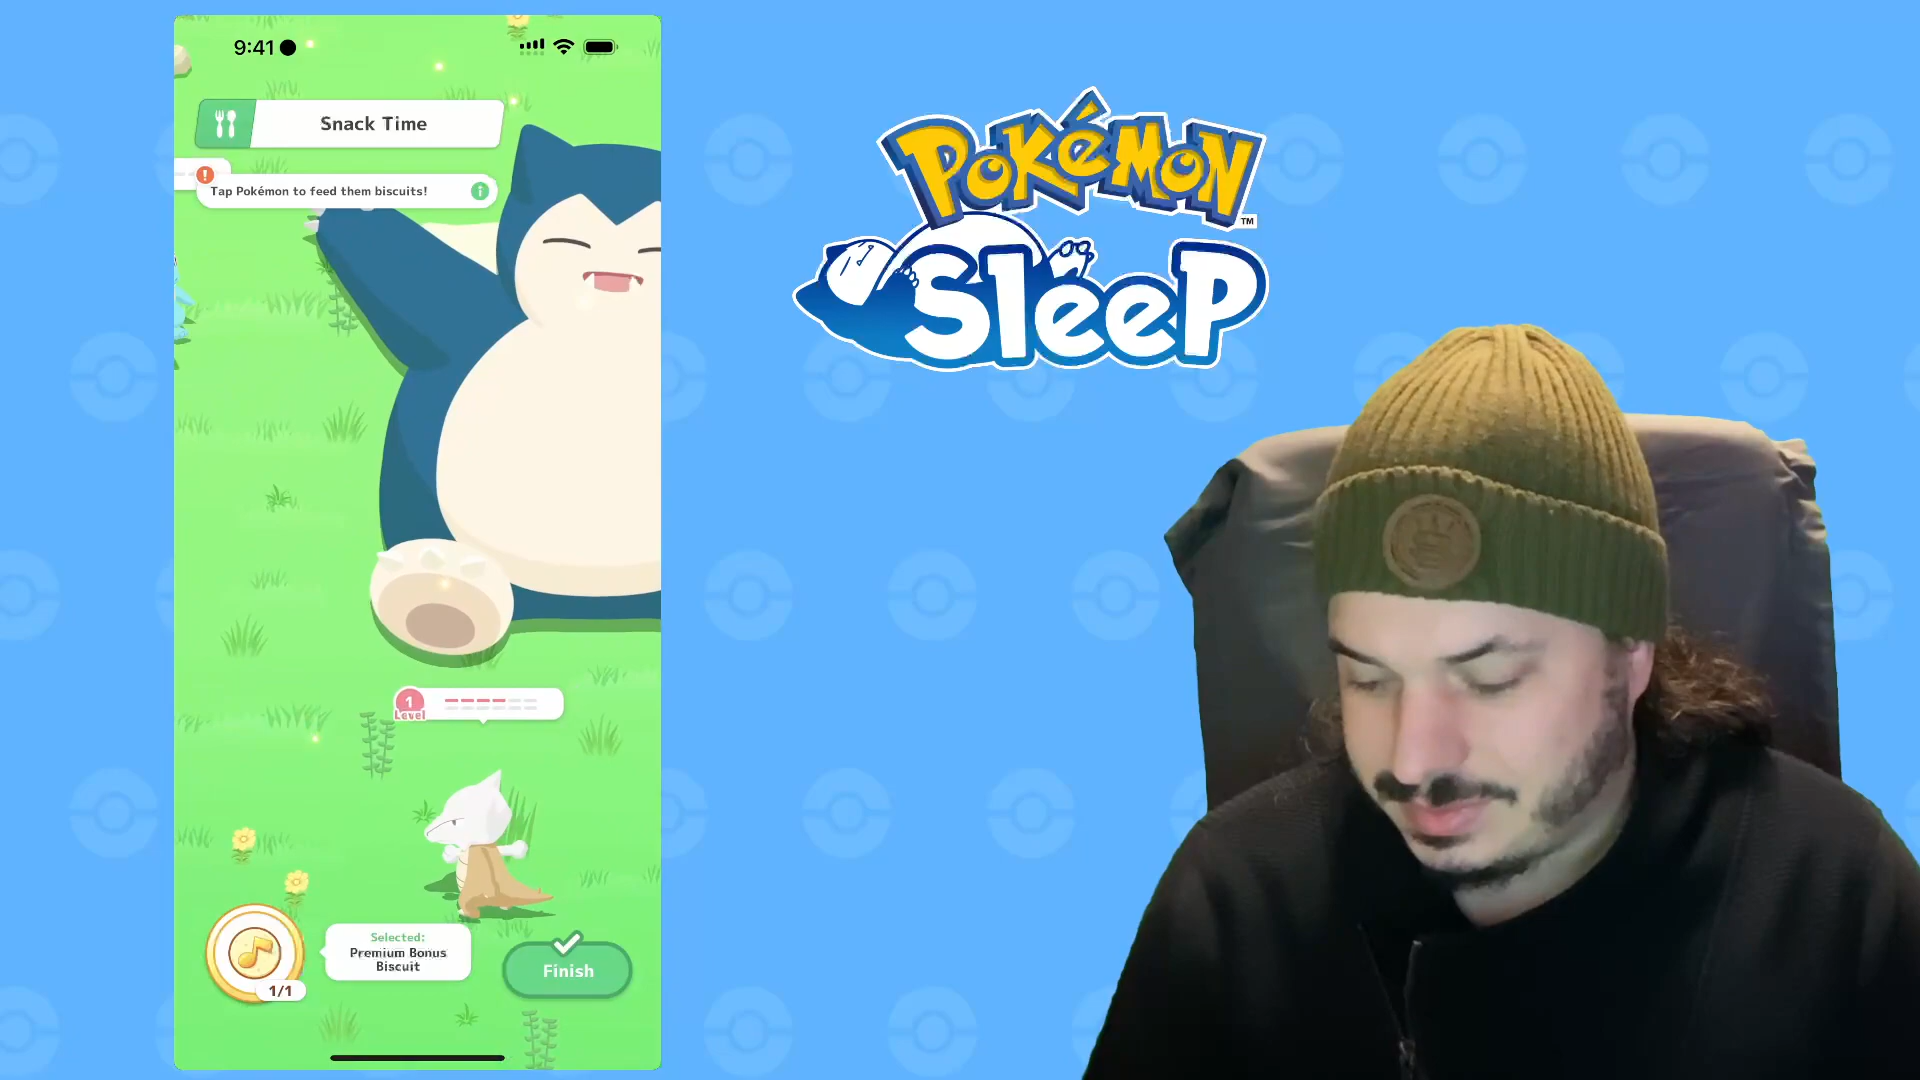 9:41
Snack Time
!
Tap Pokémon to feed them biscuits!
i
1
Level
Selected:
Premium Bonus
Biscuit
1/1
Finish
POKéMON
TM
Sleep